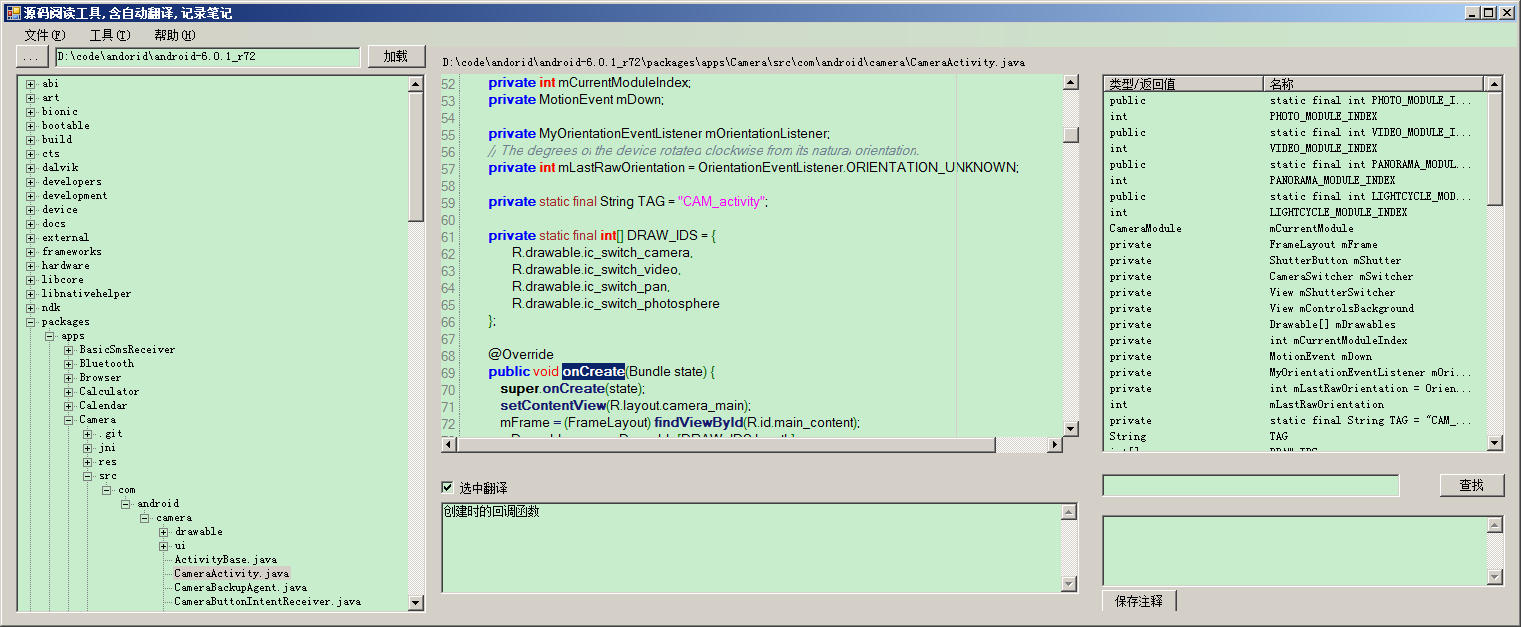 源码阅读工具,含自动翻译,记录笔记
文件(F) 工具(T) 帮助(H)
... D:\code\andorid\android-6.0.1_r72 加载
abi
art
bionic
bootable
build
cts
dalvik
developers
development
device
docs
external
frameworks
hardware
libcore
libnativehelper
ndk
packages
apps
BasicSmsReceiver
Bluetooth
Browser
Calculator
Calendar
Camera
.git
jni
res
src
com
android
camera
drawable
ui
ActivityBase.java
CameraActivity.java
CameraBackupAgent.java
CameraButtonIntentReceiver.java
D:\code\andorid\android-6.0.1_r72\packages\apps\Camera\src\com\android\camera\CameraActivity.java
52 private int mCurrentModuleIndex;
53 private MotionEvent mDown;
54
55 private MyOrientationEventListener mOrientationListener;
56 // The degrees of the device rotated clockwise from its natural orientation.
57 private int mLastRawOrientation = OrientationEventListener.ORIENTATION_UNKNOWN;
58
59 private static final String TAG = "CAM_activity";
60
61 private static final int[] DRAW_IDS = {
62 R.drawable.ic_switch_camera,
63 R.drawable.ic_switch_video,
64 R.drawable.ic_switch_pan,
65 R.drawable.ic_switch_photosphere
66 };
67
68 @Override
69 public void onCreate(Bundle state) {
70 super.onCreate(state);
71 setContentView(R.layout.camera_main);
72 mFrame = (FrameLayout) findViewById(R.id.main_content);
选中翻译
创建时的回调函数
类型/返回值 名称
public static final int PHOTO_MODULE_I...
int PHOTO_MODULE_INDEX
public static final int VIDEO_MODULE_I...
int VIDEO_MODULE_INDEX
public static final int PANORAMA_MODUL...
int PANORAMA_MODULE_INDEX
public static final int LIGHTCYCLE_MOD...
int LIGHTCYCLE_MODULE_INDEX
CameraModule mCurrentModule
private FrameLayout mFrame
private ShutterButton mShutter
private CameraSwitcher mSwitcher
private View mShutterSwitcher
private View mControlsBackground
private Drawable[] mDrawables
private int mCurrentModuleIndex
private MotionEvent mDown
private MyOrientationEventListener mOri...
private int mLastRawOrientation = Orien...
int mLastRawOrientation
private static final String TAG = "CAM_...
String TAG
查找
保存注释